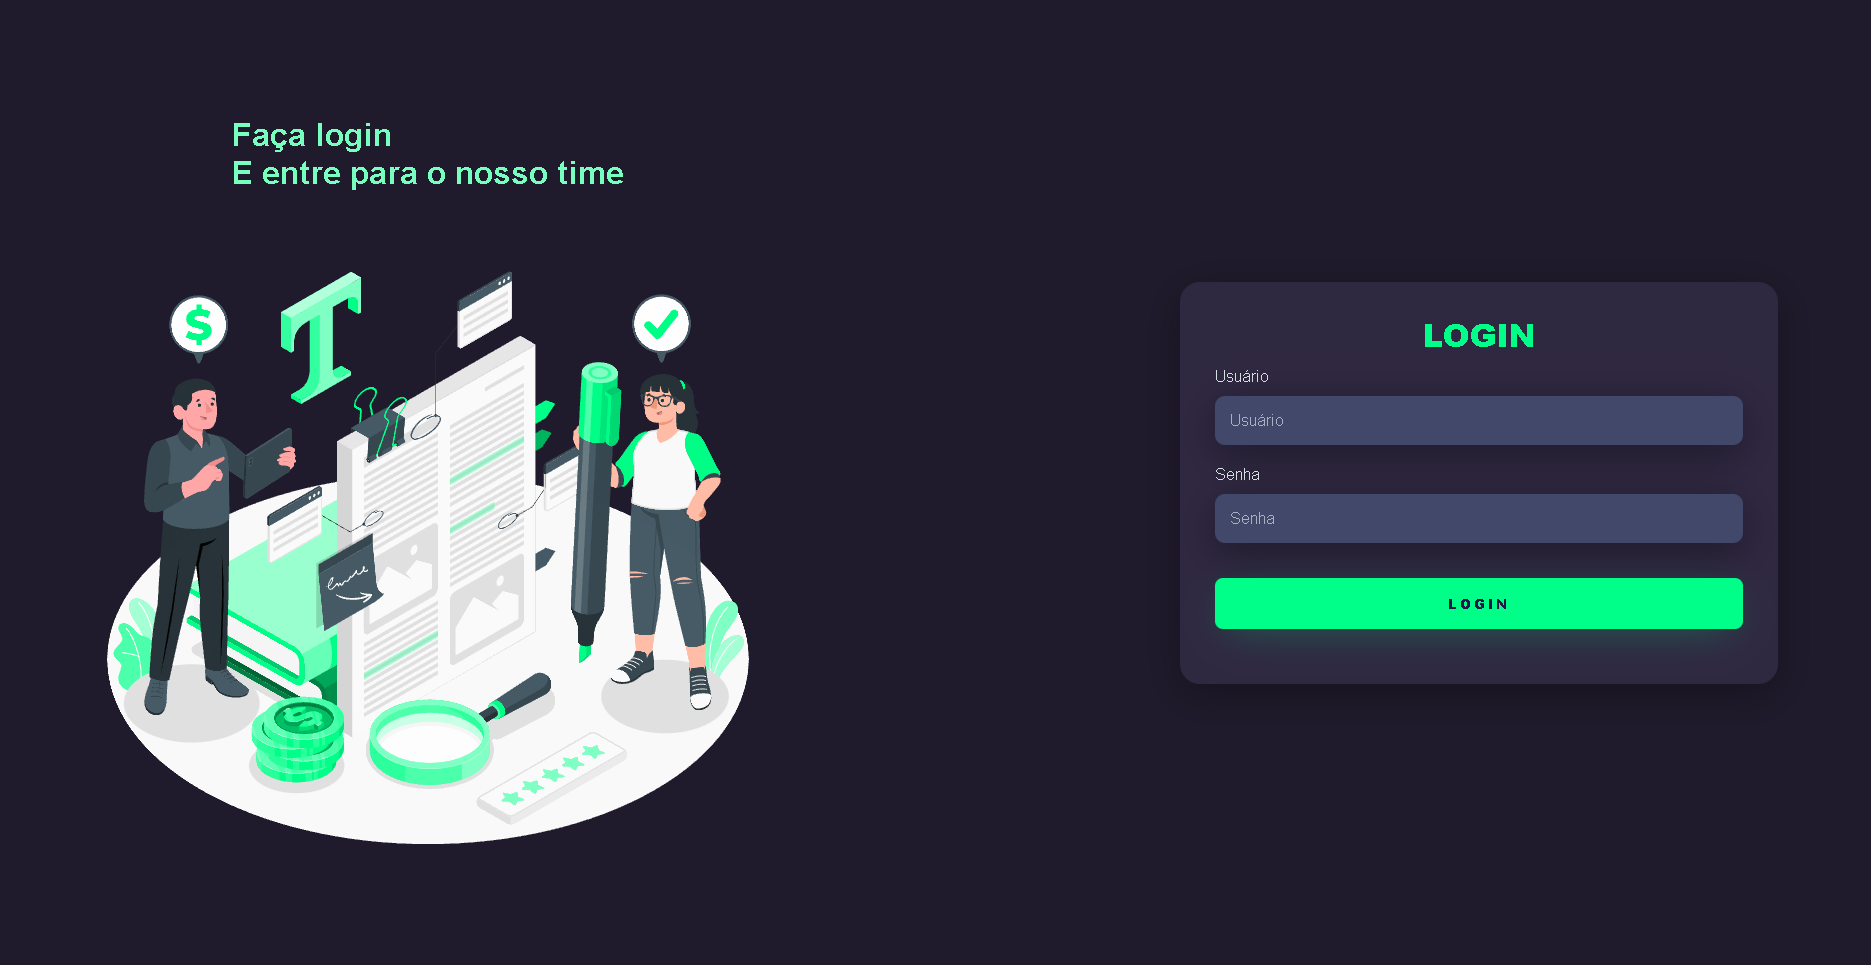 Faça login
E entre para o nosso time
$
T
LOGIN
Usuário
Usuário
Senha
Senha
LOGIN